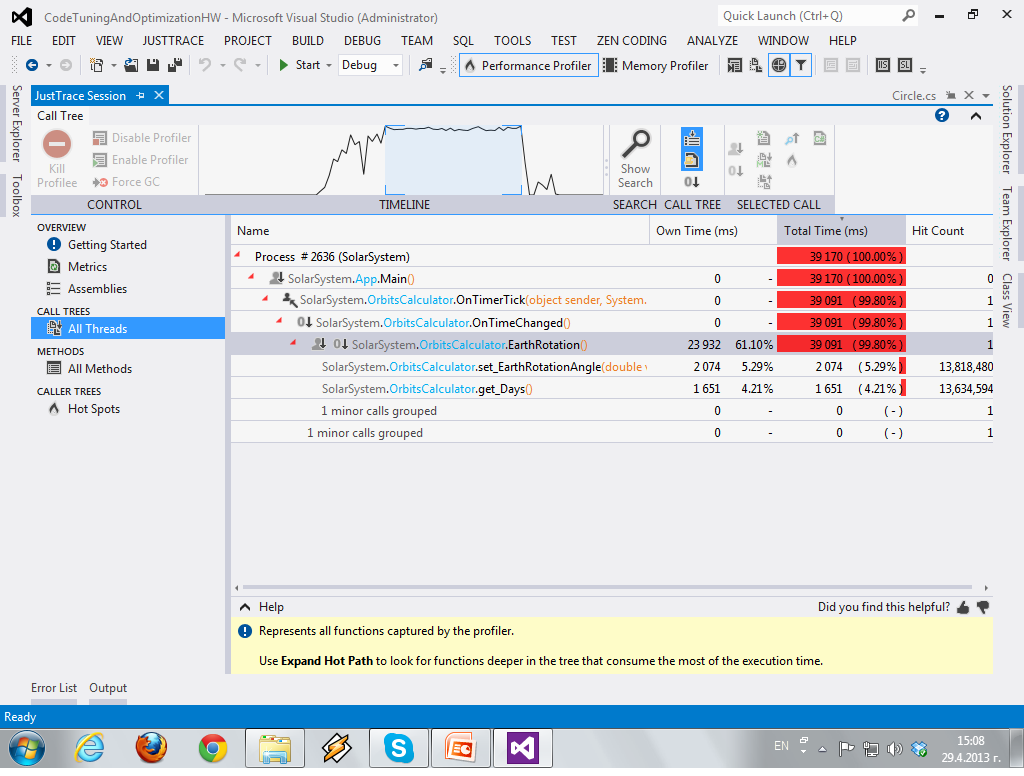 CodeTuningAndOptimizationHW - Microsoft Visual Studio (Administrator)
Quick Launch (Ctrl+Q)
FILE EDIT VIEW JUSTTRACE PROJECT BUILD DEBUG TEAM SQL TOOLS TEST ZEN CODING ANALYZE WINDOW HELP
Start Debug Performance Profiler Memory Profiler
JustTrace Session
Circle.cs
Server Explorer
Toolbox
Solution Explorer
Team Explorer
Class View
Call Tree
Kill Profilee
Disable Profiler
Enable Profiler
Force GC
Show Search
CONTROL TIMELINE SEARCH CALL TREE SELECTED CALL
OVERVIEW
Getting Started
Metrics
Assemblies
CALL TREES
All Threads
METHODS
All Methods
CALLER TREES
Hot Spots
Name Own Time (ms) Total Time (ms) Hit Count
Process # 2636 (SolarSystem) 39 170 (100.00%)
SolarSystem.App.Main() 0 - 39 170 (100.00%) 0
SolarSystem.OrbitsCalculator.OnTimerTick(object sender, System. 0 - 39 091 (99.80%) 1
SolarSystem.OrbitsCalculator.OnTimeChanged() 0 - 39 091 (99.80%) 1
SolarSystem.OrbitsCalculator.EarthRotation() 23 932 61.10% 39 091 (99.80%) 1
SolarSystem.OrbitsCalculator.set_EarthRotationAngle(double v 2 074 5.29% 2 074 (5.29%) 13,818,480
SolarSystem.OrbitsCalculator.get_Days() 1 651 4.21% 1 651 (4.21%) 13,634,594
1 minor calls grouped 0 - 0 (-) 1
1 minor calls grouped 0 - 0 (-) 1
Help
Did you find this helpful?
Represents all functions captured by the profiler.
Use Expand Hot Path to look for functions deeper in the tree that consume the most of the execution time.
Error List Output
Ready
EN
15:08
29.4.2013 г.